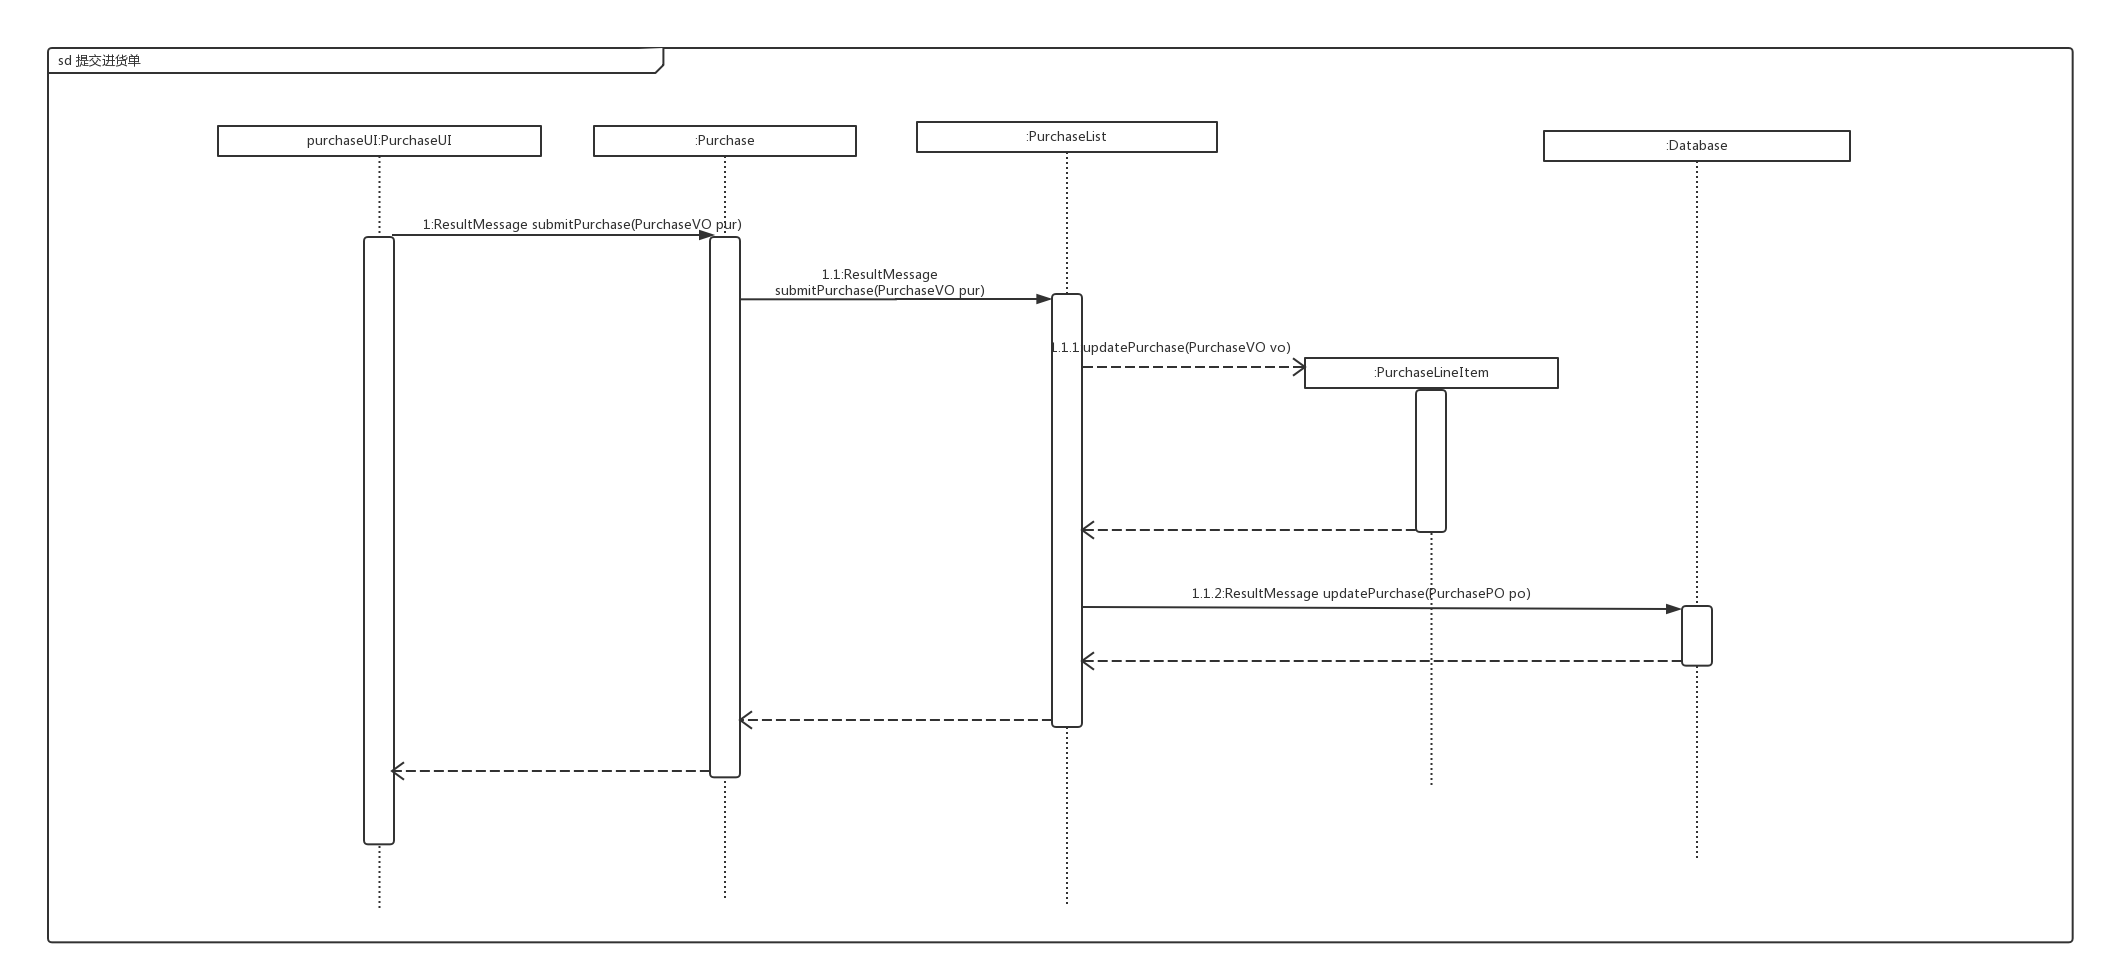 sd 提交进货单
purchaseUI:PurchaseUI
:Purchase
:PurchaseList
:Database
1:ResultMessage submitPurchase(PurchaseVO pur)
1.1:ResultMessage
submitPurchase(PurchaseVO pur)
1.1.1:updatePurchase(PurchaseVO vo)
:PurchaseLineItem
1.1.2:ResultMessage updatePurchase(PurchasePO po)